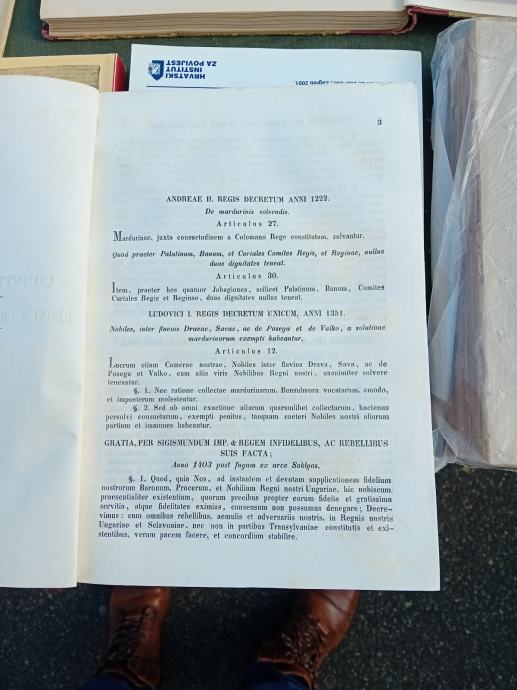 HRVATSKI
INSTITUT
ZA POVIJEST
Zagreb 2001.
3
ANDREAE II. REGIS DECRETUM ANNI 1222.
De mardurinis solvendis.
Articulus 27.
Mardurinae, juxta consuetudinem a Colomano Rege constitutam, solvantur.
Quod praeter Palatinum, Banum, et Curiales Comites Regis, et Reginae, nullus
duas dignitates teneat.
Articulus 30.
Item, praeter hos quatuor Jobagiones, scilicet Palatinum, Banum, Comites
Curiales Regis et Reginae, duas dignitates nullus teneat.
LUDOVICI I. REGIS DECRETUM UNICUM, ANNI 1351.
Nobiles, inter fluvios Dravae, Savae, ac de Posega et de Valko, a solutione
mardurinarum exempti habeantur.
Articulus 12.
Lucrum etiam Camerae nostrae, Nobiles inter fluvios Drava, Sava, ac de
Posega et Valko, cum aliis viris Nobilibus Regni nostri, unanimiter solvere
teneantur.
§. 1. Nec ratione collectae mardurinarum, Bansulmora vocatarum, amodo,
et imposterum molestentur.
§. 2. Sed ab omni exactione aliarum quarumlibet collectarum, hactenus
persolvi consuetarum, exempti penitus, tanquam caeteri Nobiles nostri aliarum
partium et immunes habeantur.
GRATIA, PER SIGISMUNDUM IMP. & REGEM INFIDELIBUS, AC REBELLIBUS
SUIS FACTA;
Anno 1403 post fugam ex arce Soklyos.
§. 1. Quod, quia Nos, ad instantem et devotam supplicationem fidelium
nostrorum Baronum, Procerum, et Nobilium Regni nostri Ungariae, hic nobiscum
praesentialiter existentium, quorum precibus propter eorum fidelia et gratissima
servitia, atque fidelitates eximias, consensum non possumus denegare; Decre-
vimus: cum omnibus rebellibus, aemulis et adversariis nostris, in Regnis nostris
Ungariae et Sclavoniae, nec non in partibus Transylvaniae constitutis et exi-
stentibus, veram pacem facere, et concordiam stabilire.